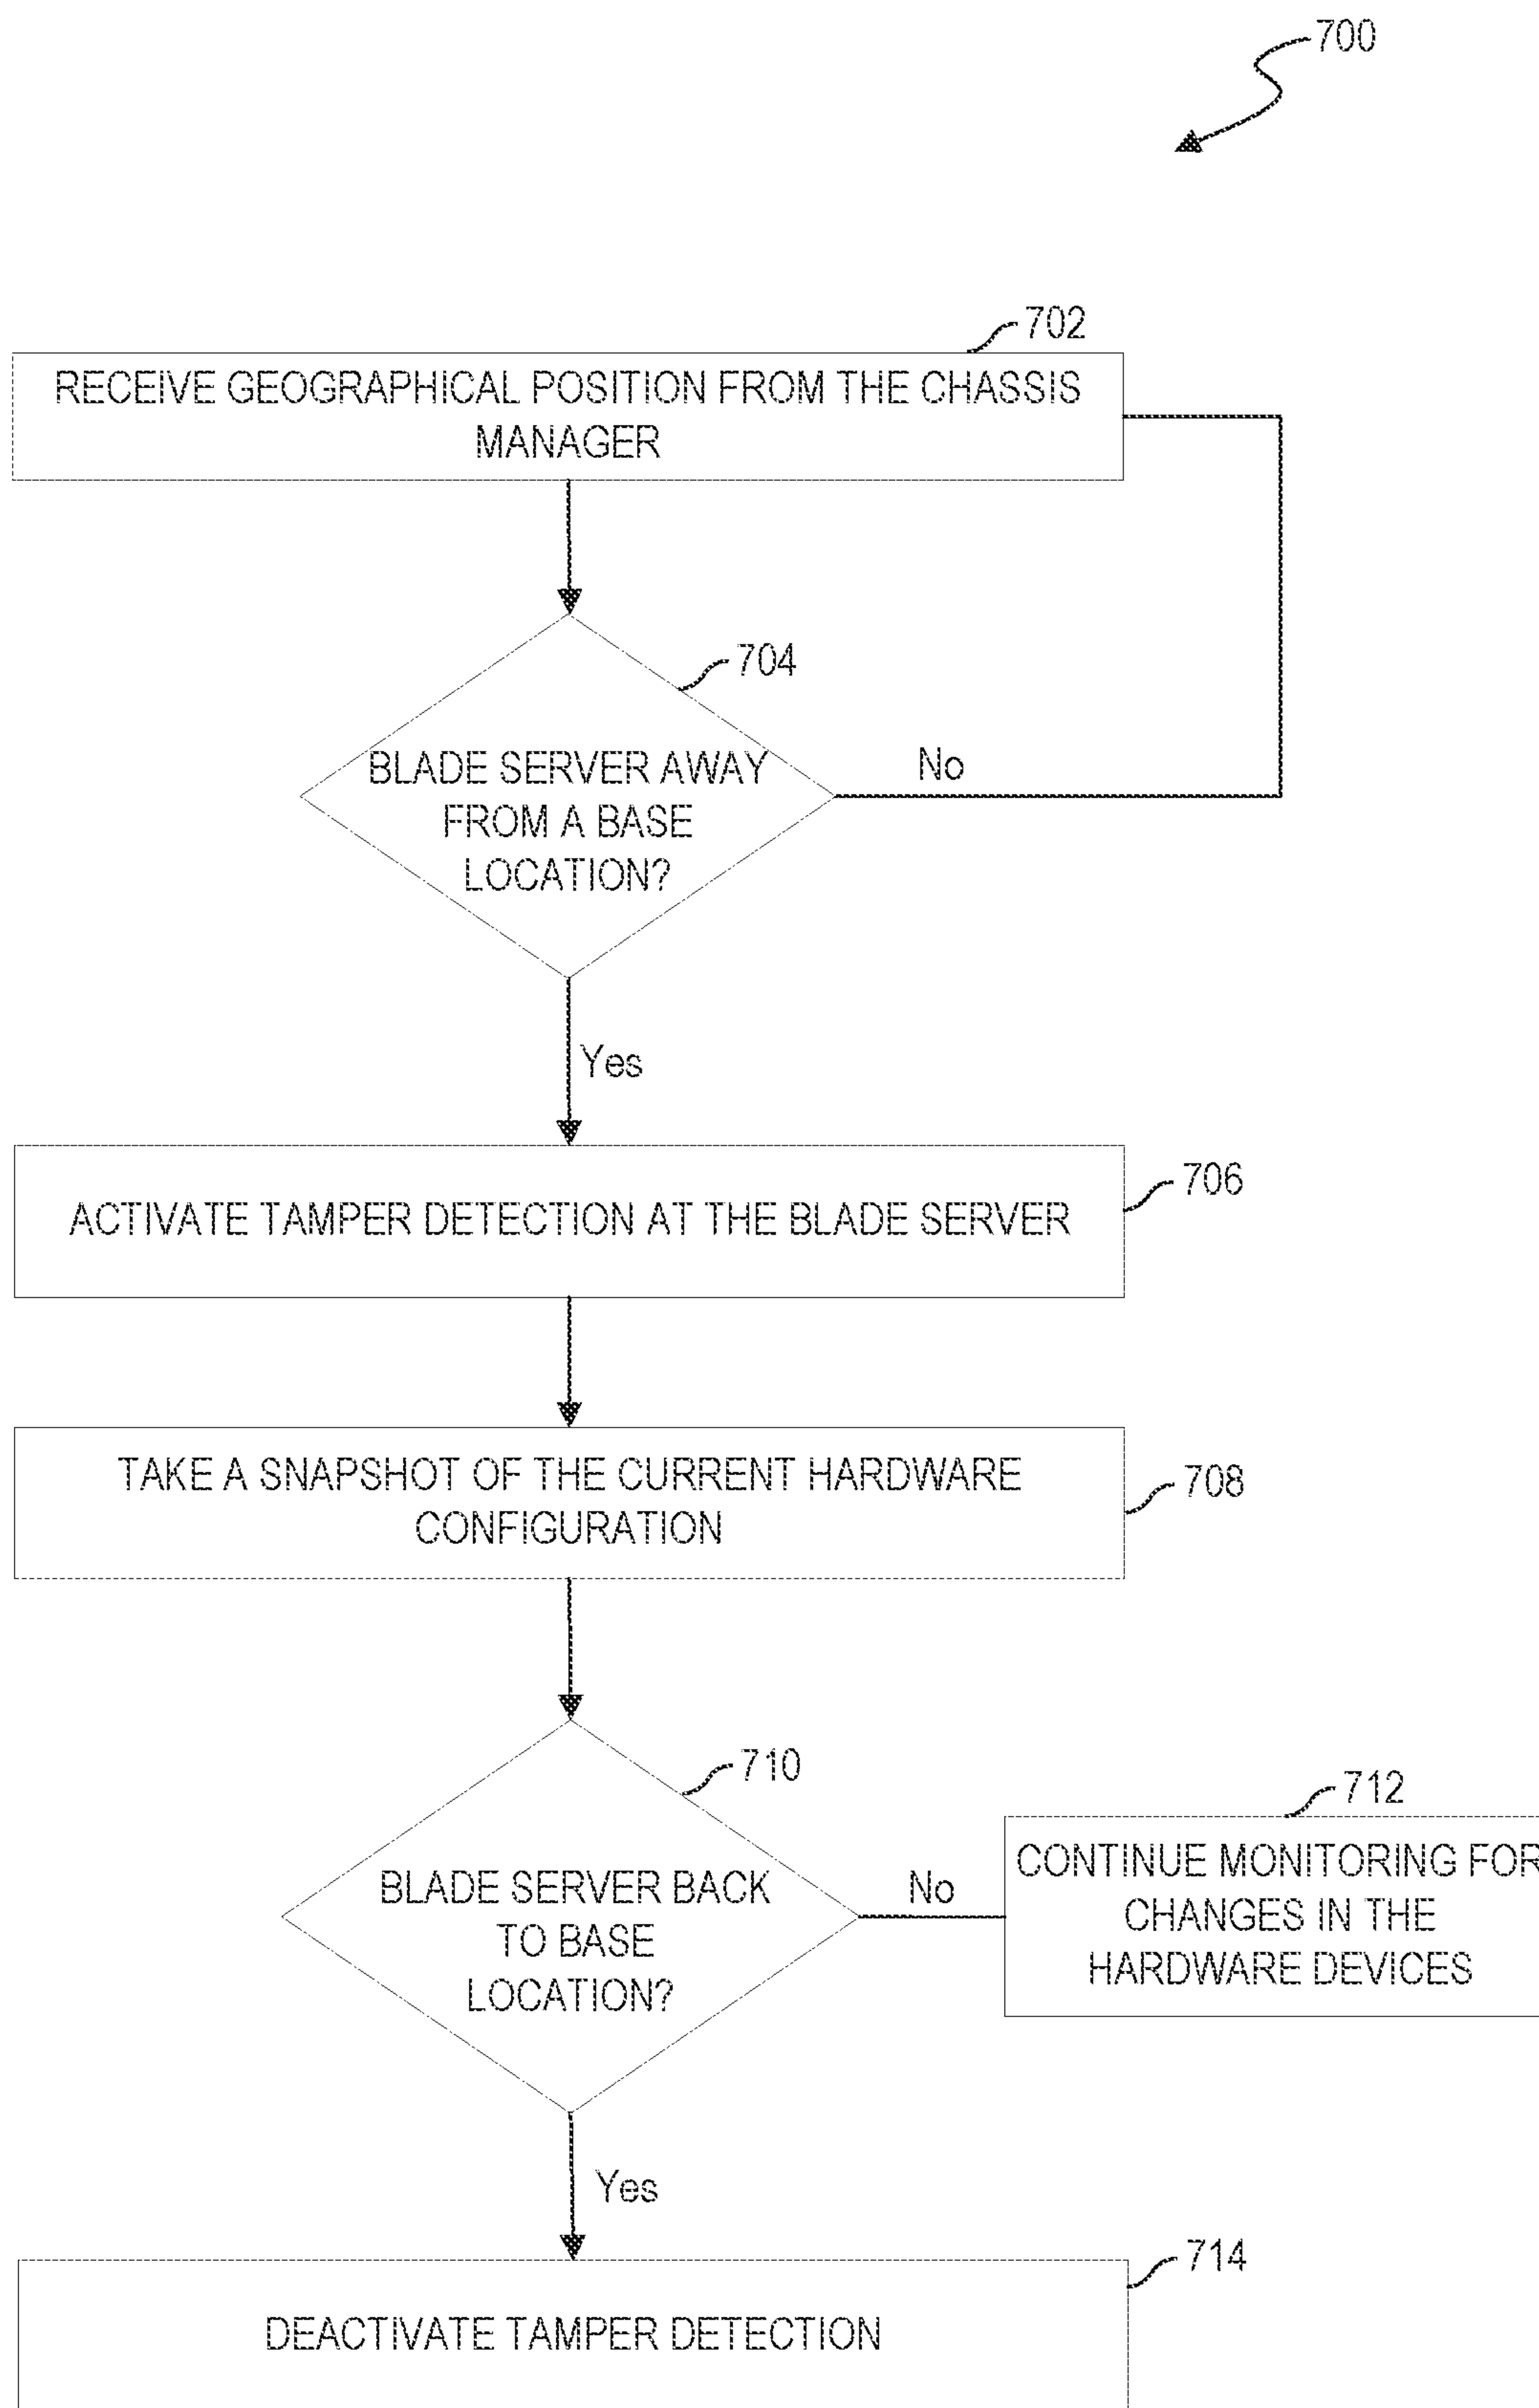 700
702
RECEIVE GEOGRAPHICAL POSITION FROM THE CHASSIS
MANAGER
704
BLADE SERVER AWAY
FROM A BASE
LOCATION?
No
Yes
706
ACTIVATE TAMPER DETECTION AT THE BLADE SERVER
TAKE A SNAPSHOT OF THE CURRENT HARDWARE
CONFIGURATION
708
710
BLADE SERVER BACK
TO BASE
LOCATION?
No
712
CONTINUE MONITORING FOR
CHANGES IN THE
HARDWARE DEVICES
Yes
714
DEACTIVATE TAMPER DETECTION